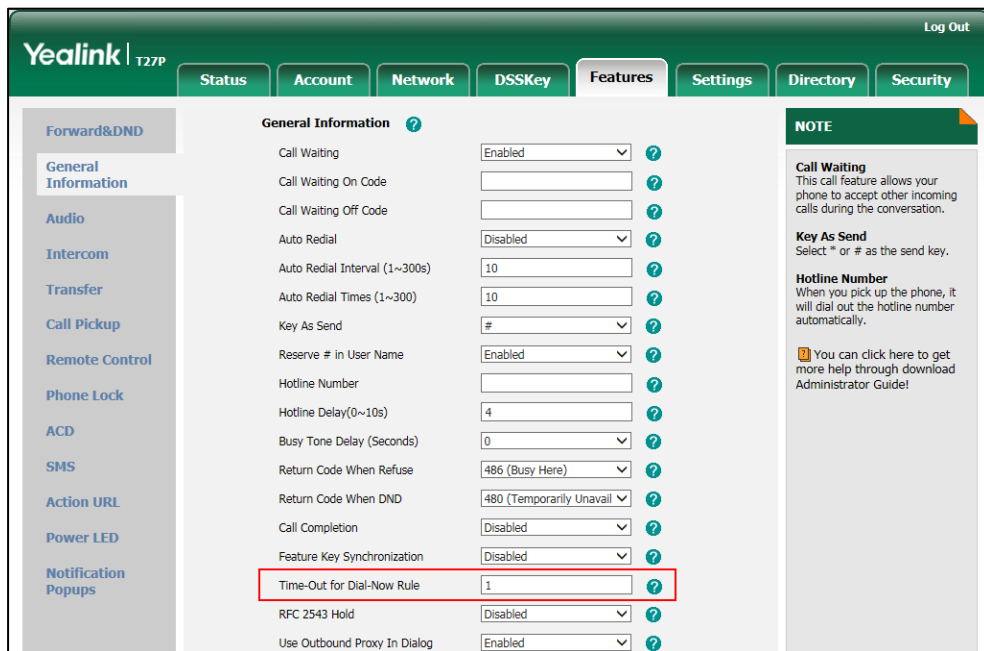 Log Out
Yealink T27P
Status Account Network DSSKey Features Settings Directory Security
Forward&DND
General
Information
Audio
Intercom
Transfer
Call Pickup
Remote Control
Phone Lock
ACD
SMS
Action URL
Power LED
Notification
Popups
General Information ?
Call Waiting Enabled ?
Call Waiting On Code ?
Call Waiting Off Code ?
Auto Redial Disabled ?
Auto Redial Interval (1~300s) 10 ?
Auto Redial Times (1~300) 10 ?
Key As Send # ?
Reserve # in User Name Enabled ?
Hotline Number ?
Hotline Delay(0~10s) 4 ?
Busy Tone Delay (Seconds) 0 ?
Return Code When Refuse 486 (Busy Here) ?
Return Code When DND 480 (Temporarily Unavail ?
Call Completion Disabled ?
Feature Key Synchronization Disabled ?
Time-Out for Dial-Now Rule 1 ?
RFC 2543 Hold Disabled ?
Use Outbound Proxy In Dialog Enabled ?
NOTE
Call Waiting
This call feature allows your
phone to accept other incoming
calls during the conversation.
Key As Send
Select * or # as the send key.
Hotline Number
When you pick up the phone, it
will dial out the hotline number
automatically.
? You can click here to get
more help through download
Administrator Guide!